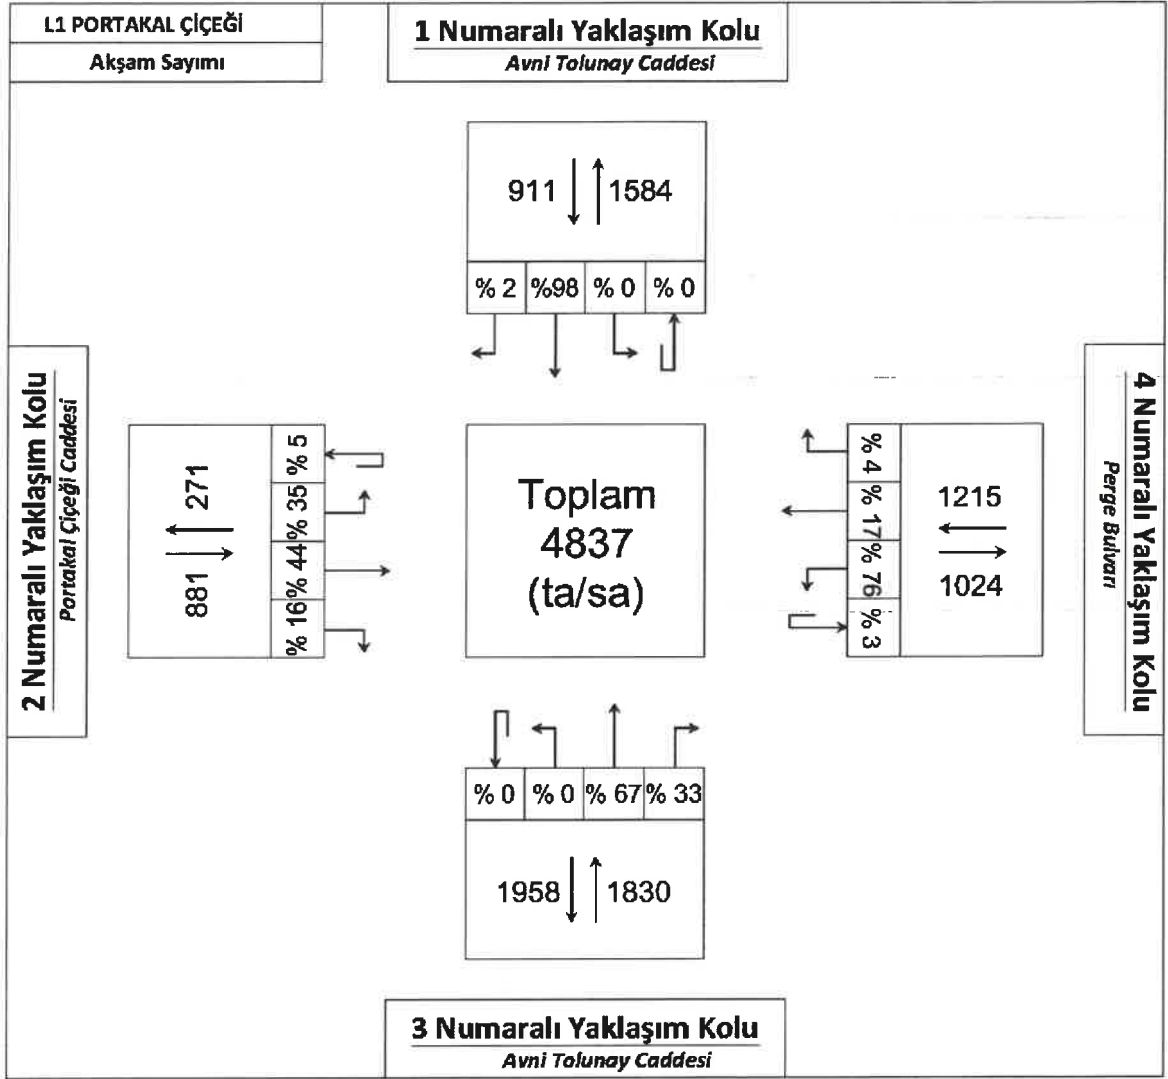 L1 PORTAKAL ÇİÇEĞİ
Akşam Sayımı
1 Numaralı Yaklaşım Kolu
Avni Tolunay Caddesi
911 1584
% 2 %98 % 0 % 0
2 Numaralı Yaklaşım Kolu
Portakal Çiçeği Caddesi
271
881
% 5
% 35
% 44
% 16
Toplam
4837
(ta/sa)
% 4
% 17
% 76
% 3
1215
1024
4 Numaralı Yaklaşım Kolu
Perge Bulvarı
% 0 % 0 % 67 % 33
1958 1830
3 Numaralı Yaklaşım Kolu
Avni Tolunay Caddesi